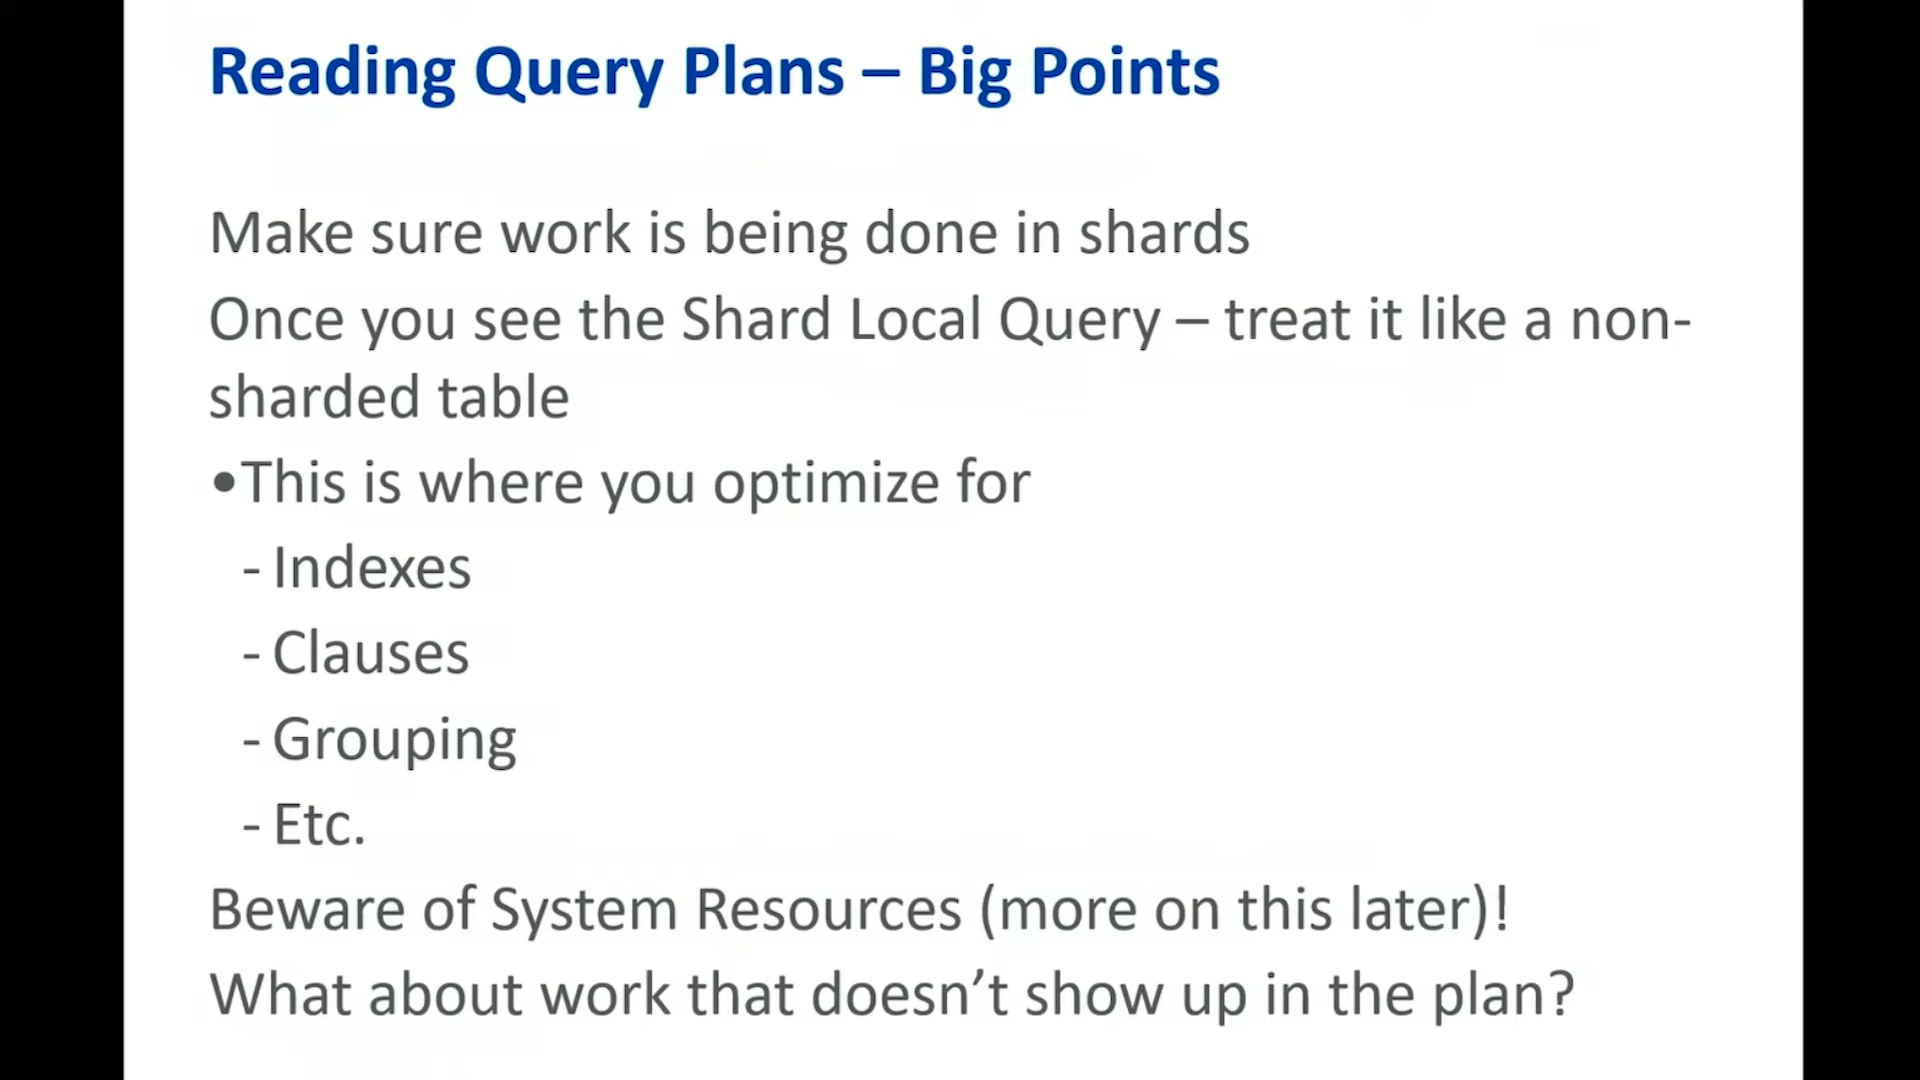 Reading Query Plans – Big Points
Make sure work is being done in shards
Once you see the Shard Local Query – treat it like a non-
sharded table
•This is where you optimize for
- Indexes
- Clauses
- Grouping
- Etc.
Beware of System Resources (more on this later)!
What about work that doesn’t show up in the plan?